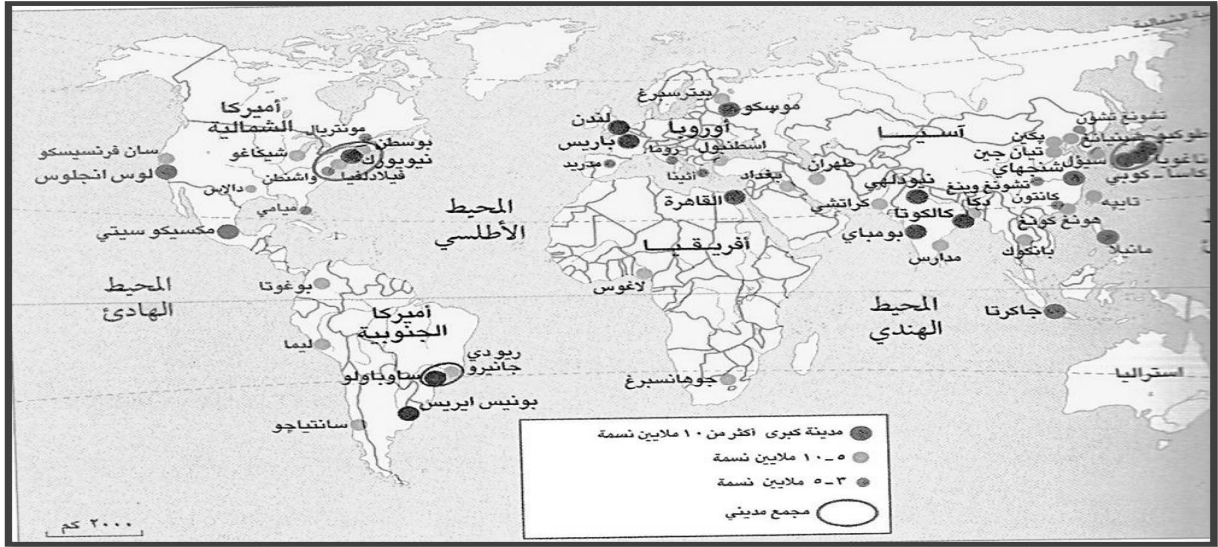 أميركا
الشمالية
مونتريال
بوسطن
نيويورك
فيلادلفيا
واشنطن
شيكاغو
سان فرنسيسكو
لوس انجلوس
دالاس
ميامي
مكسيكو سيتي
المحيط
الأطلسي
المحيط
الهادئ
بوغوتا
أميركا
الجنوبية
ليما
ريو دي
جانيرو
ساوباولو
بونيس ايريس
سانتياجو
بيترسبرغ
موسكو
لندن
أوروبا
باريس
اسطنبول
روما
مدريد
أثينا
القاهرة
أفريقيا
لاغوس
جوهانسبرغ
آسيا
طهران
بغداد
نيودلهي
كراتشي
كالكوتا
دكا
بومباي
مدارس
بكين
تيان جين
سيؤل
شنجهاي
تشونغ وينغ
كانتون
هونغ كونغ
تايبه
بانكوك
مانيلا
جاكرتا
المحيط
الهندي
استراليا
مدينة كبرى أكثر من ١٠ ملايين نسمة
٥-١٠ ملايين نسمة
٣-٥ ملايين نسمة
مجمع مديني
٢٠٠٠ كم